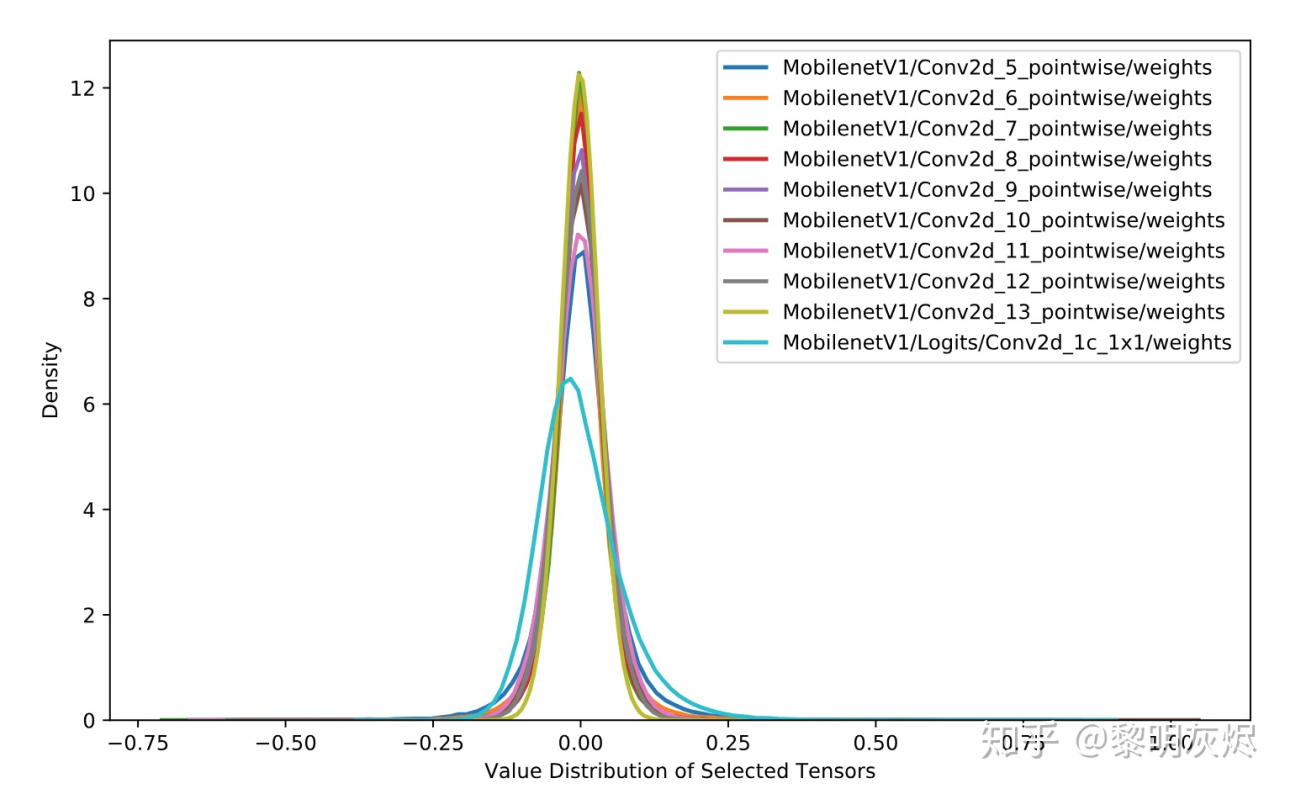 MobilenetV1/Conv2d_5_pointwise/weights
MobilenetV1/Conv2d_6_pointwise/weights
MobilenetV1/Conv2d_7_pointwise/weights
MobilenetV1/Conv2d_8_pointwise/weights
MobilenetV1/Conv2d_9_pointwise/weights
MobilenetV1/Conv2d_10_pointwise/weights
MobilenetV1/Conv2d_11_pointwise/weights
MobilenetV1/Conv2d_12_pointwise/weights
MobilenetV1/Conv2d_13_pointwise/weights
MobilenetV1/Logits/Conv2d_1c_1x1/weights
12
10
8
6
4
2
0
Density
−0.75 −0.50 −0.25 0.00 0.25 0.50 0.75 1.00
知乎 @黎明灰烬
Value Distribution of Selected Tensors